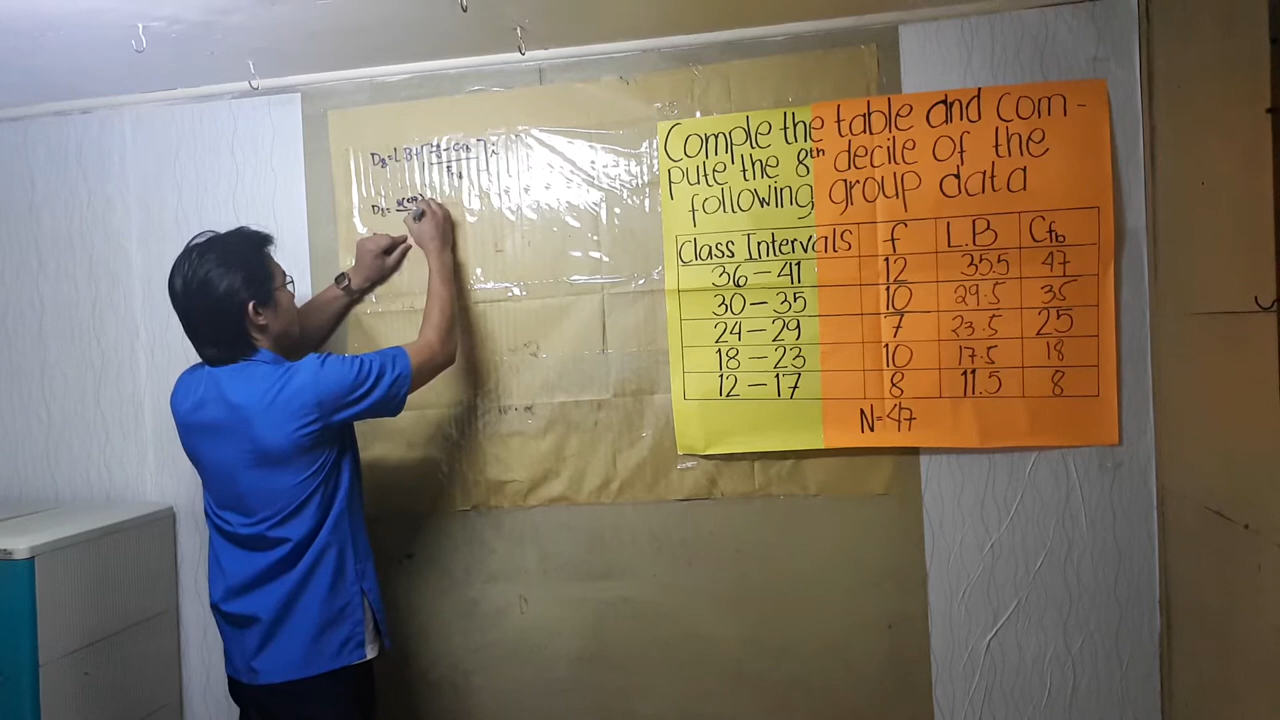 D8=LB+
D8=
Comple the table and com-
pute the 8th decile of the
following group data
Class Intervals f L.B Cfb
36-41 12 35.5 47
30-35 10 29.5 35
24-29 7 23.5 25
18-23 10 17.5 18
12-17 8 11.5 8
N=47